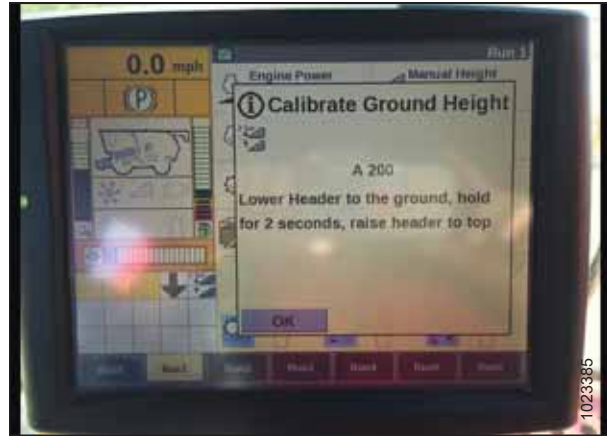 0.0 mph
Run 1
Engine Power
Manual Height
(P)
Calibrate Ground Height
A 200
Lower Header to the ground, hold
for 2 seconds, raise header to top
OK
1023385